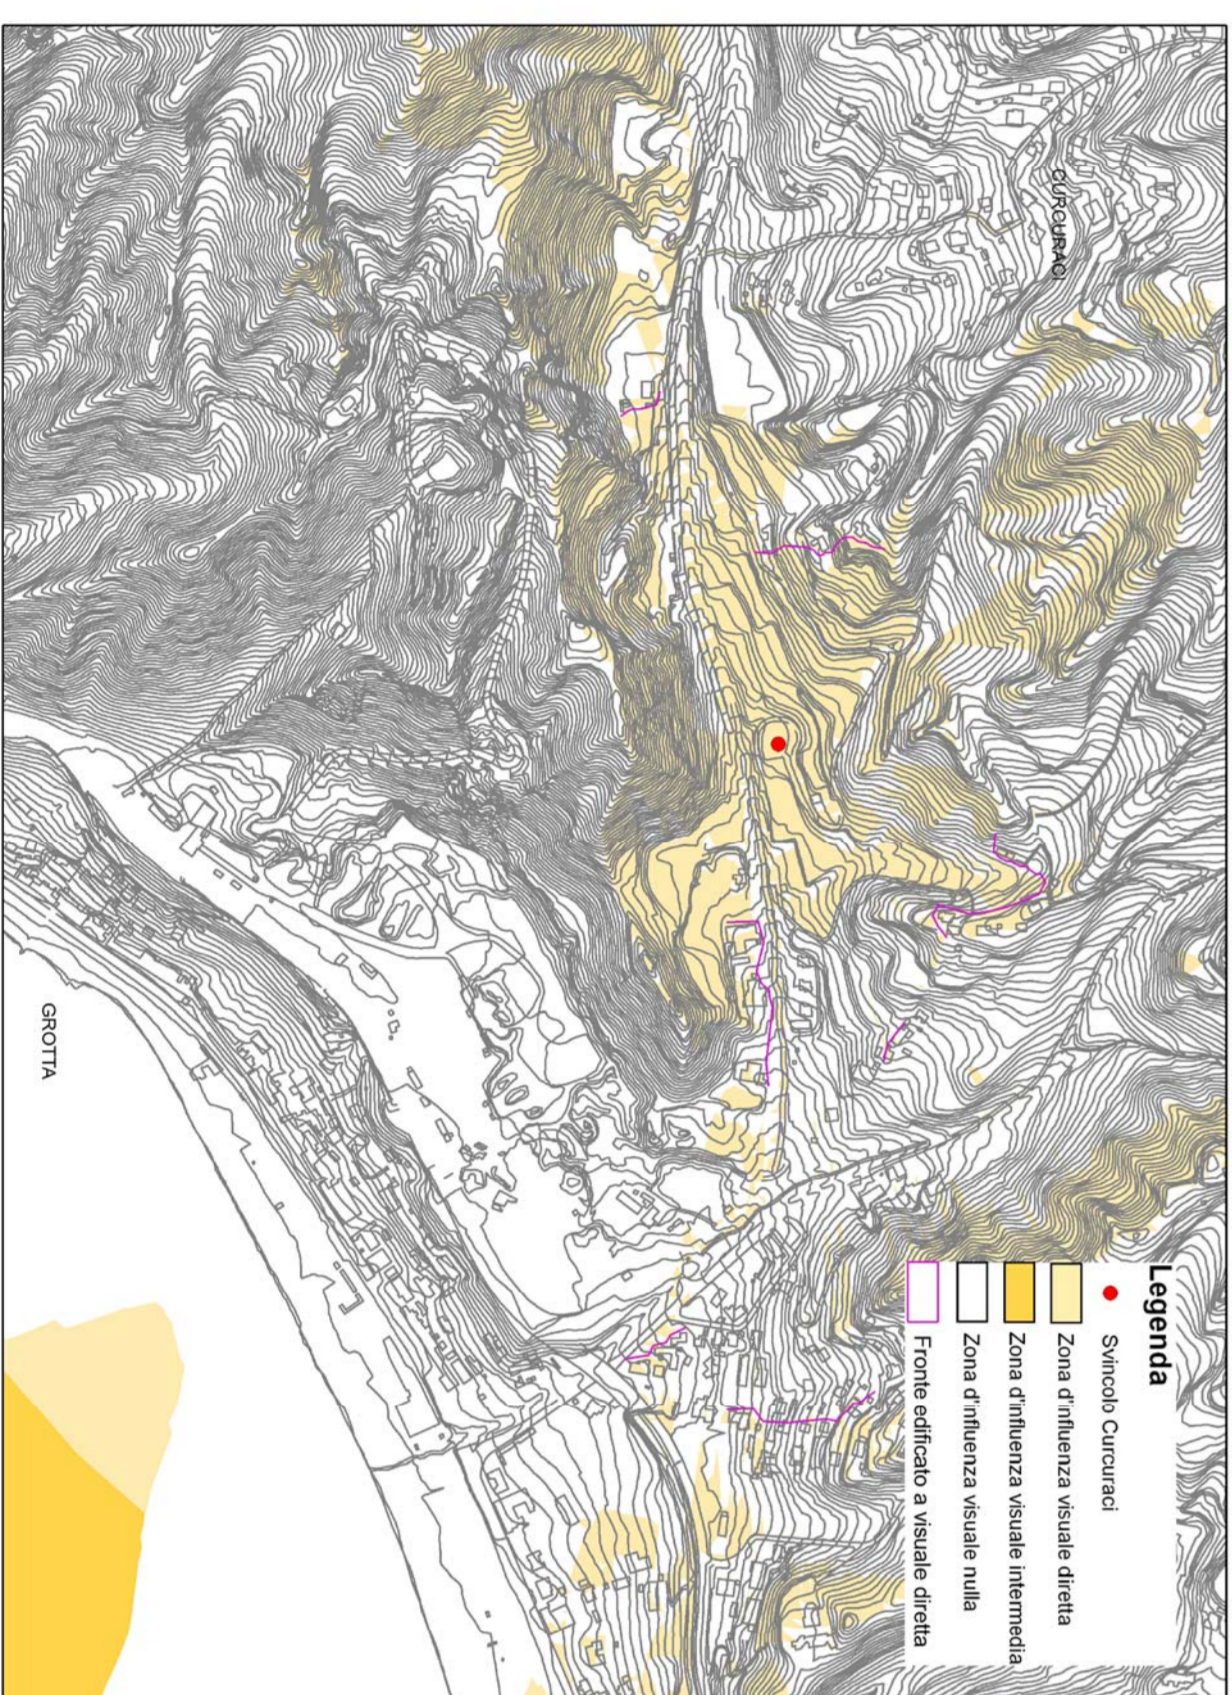 CURCURACI
GROTTA
Legenda
Svincolo Curcuraci
Zona d'influenza visuale diretta
Zona d'influenza visuale intermedia
Zona d'influenza visuale nulla
Fronte edificato a visuale diretta